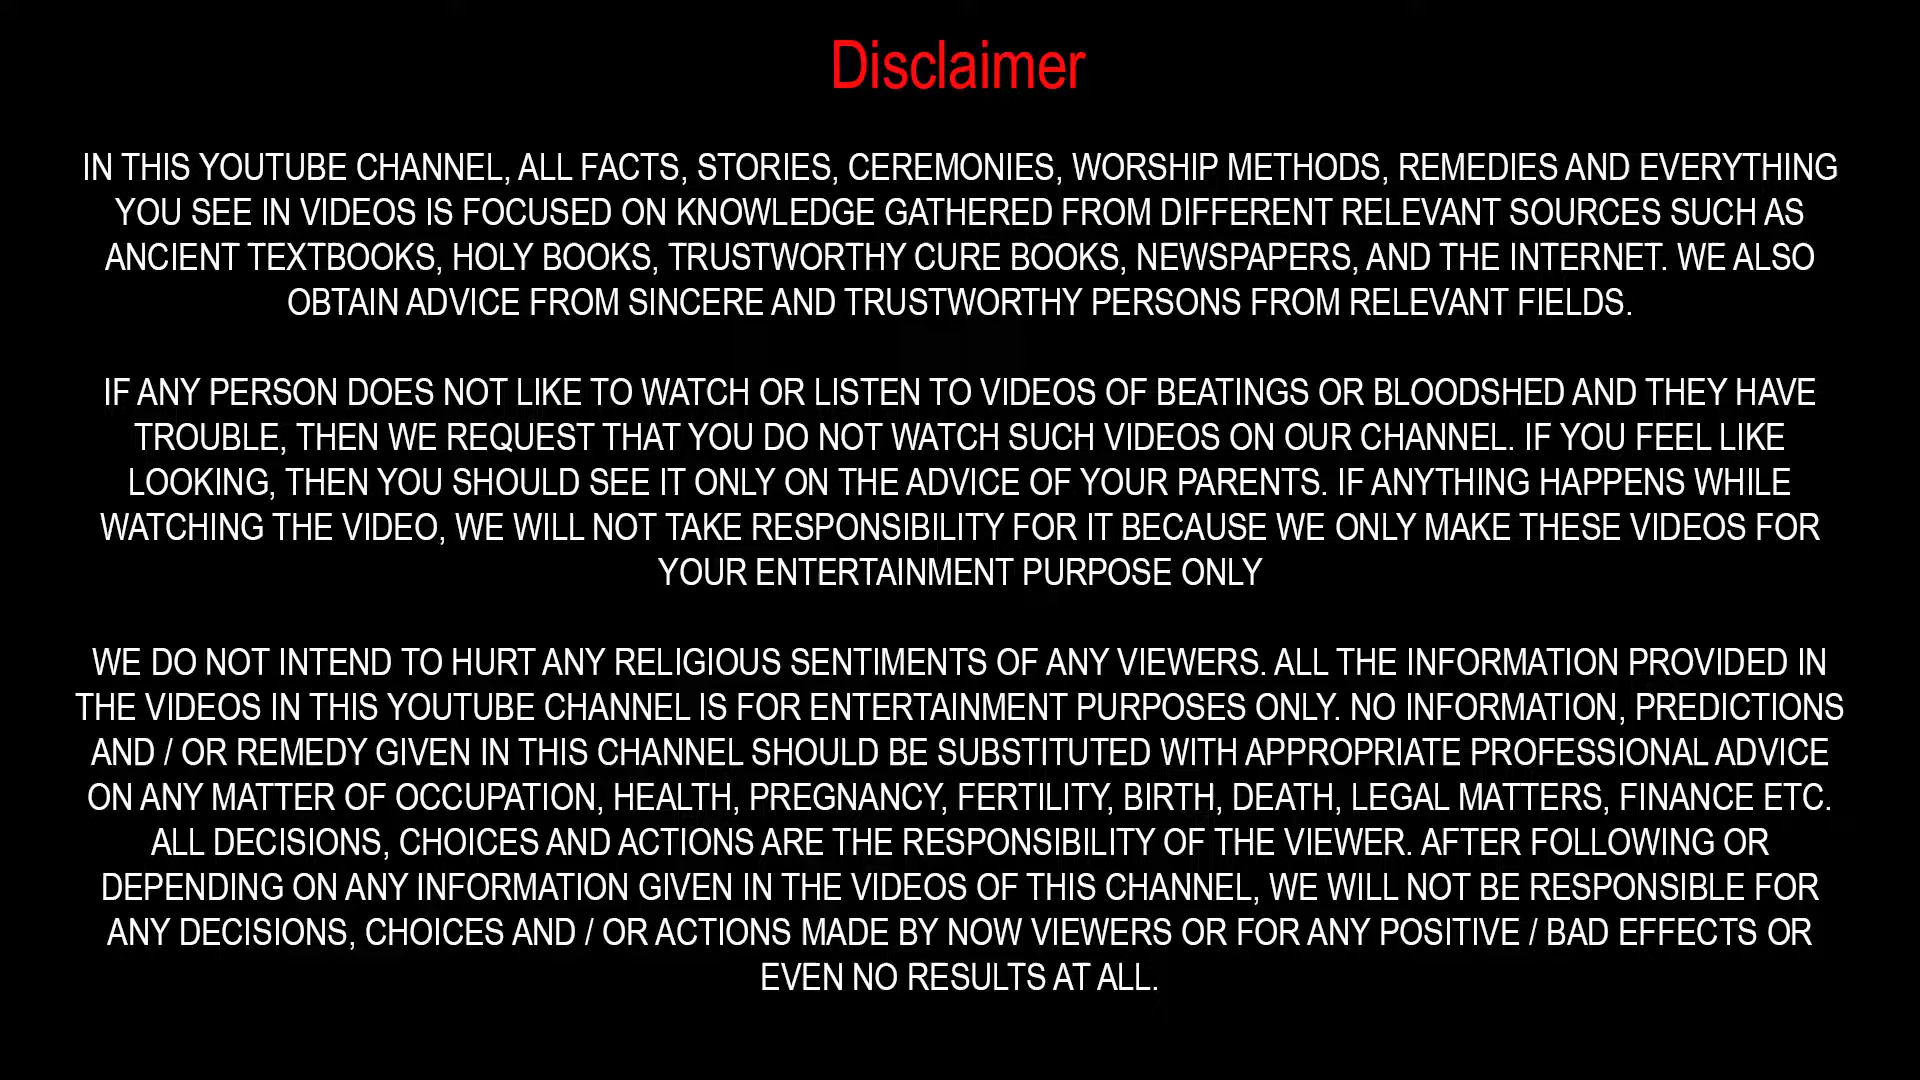 Disclaimer
IN THIS YOUTUBE CHANNEL, ALL FACTS, STORIES, CEREMONIES, WORSHIP METHODS, REMEDIES AND EVERYTHING
YOU SEE IN VIDEOS IS FOCUSED ON KNOWLEDGE GATHERED FROM DIFFERENT RELEVANT SOURCES SUCH AS
ANCIENT TEXTBOOKS, HOLY BOOKS, TRUSTWORTHY CURE BOOKS, NEWSPAPERS, AND THE INTERNET. WE ALSO
OBTAIN ADVICE FROM SINCERE AND TRUSTWORTHY PERSONS FROM RELEVANT FIELDS.
IF ANY PERSON DOES NOT LIKE TO WATCH OR LISTEN TO VIDEOS OF BEATINGS OR BLOODSHED AND THEY HAVE
TROUBLE, THEN WE REQUEST THAT YOU DO NOT WATCH SUCH VIDEOS ON OUR CHANNEL. IF YOU FEEL LIKE
LOOKING, THEN YOU SHOULD SEE IT ONLY ON THE ADVICE OF YOUR PARENTS. IF ANYTHING HAPPENS WHILE
WATCHING THE VIDEO, WE WILL NOT TAKE RESPONSIBILITY FOR IT BECAUSE WE ONLY MAKE THESE VIDEOS FOR
YOUR ENTERTAINMENT PURPOSE ONLY
WE DO NOT INTEND TO HURT ANY RELIGIOUS SENTIMENTS OF ANY VIEWERS. ALL THE INFORMATION PROVIDED IN
THE VIDEOS IN THIS YOUTUBE CHANNEL IS FOR ENTERTAINMENT PURPOSES ONLY. NO INFORMATION, PREDICTIONS
AND / OR REMEDY GIVEN IN THIS CHANNEL SHOULD BE SUBSTITUTED WITH APPROPRIATE PROFESSIONAL ADVICE
ON ANY MATTER OF OCCUPATION, HEALTH, PREGNANCY, FERTILITY, BIRTH, DEATH, LEGAL MATTERS, FINANCE ETC.
ALL DECISIONS, CHOICES AND ACTIONS ARE THE RESPONSIBILITY OF THE VIEWER. AFTER FOLLOWING OR
DEPENDING ON ANY INFORMATION GIVEN IN THE VIDEOS OF THIS CHANNEL, WE WILL NOT BE RESPONSIBLE FOR
ANY DECISIONS, CHOICES AND / OR ACTIONS MADE BY NOW VIEWERS OR FOR ANY POSITIVE / BAD EFFECTS OR
EVEN NO RESULTS AT ALL.